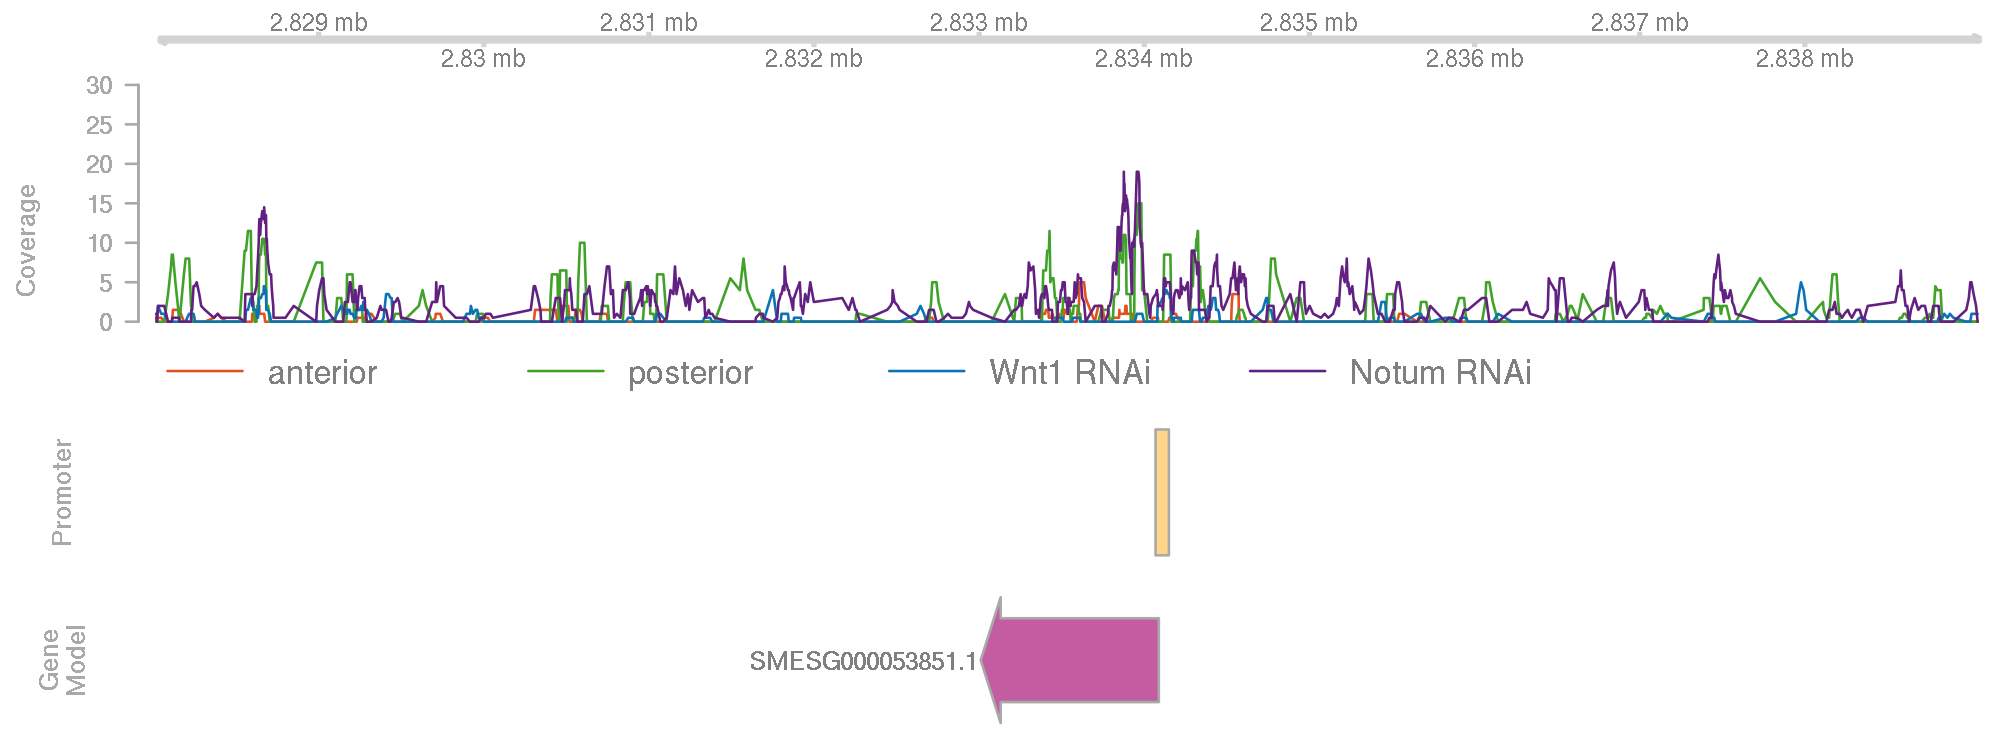 2.829 mb 2.831 mb 2.833 mb 2.835 mb 2.837 mb
2.83 mb 2.832 mb 2.834 mb 2.836 mb 2.838 mb
30
25
20
15
10
5
0
Coverage
anterior posterior Wnt1 RNAi Notum RNAi
Promoter
Gene
Model
SMESG000053851.1